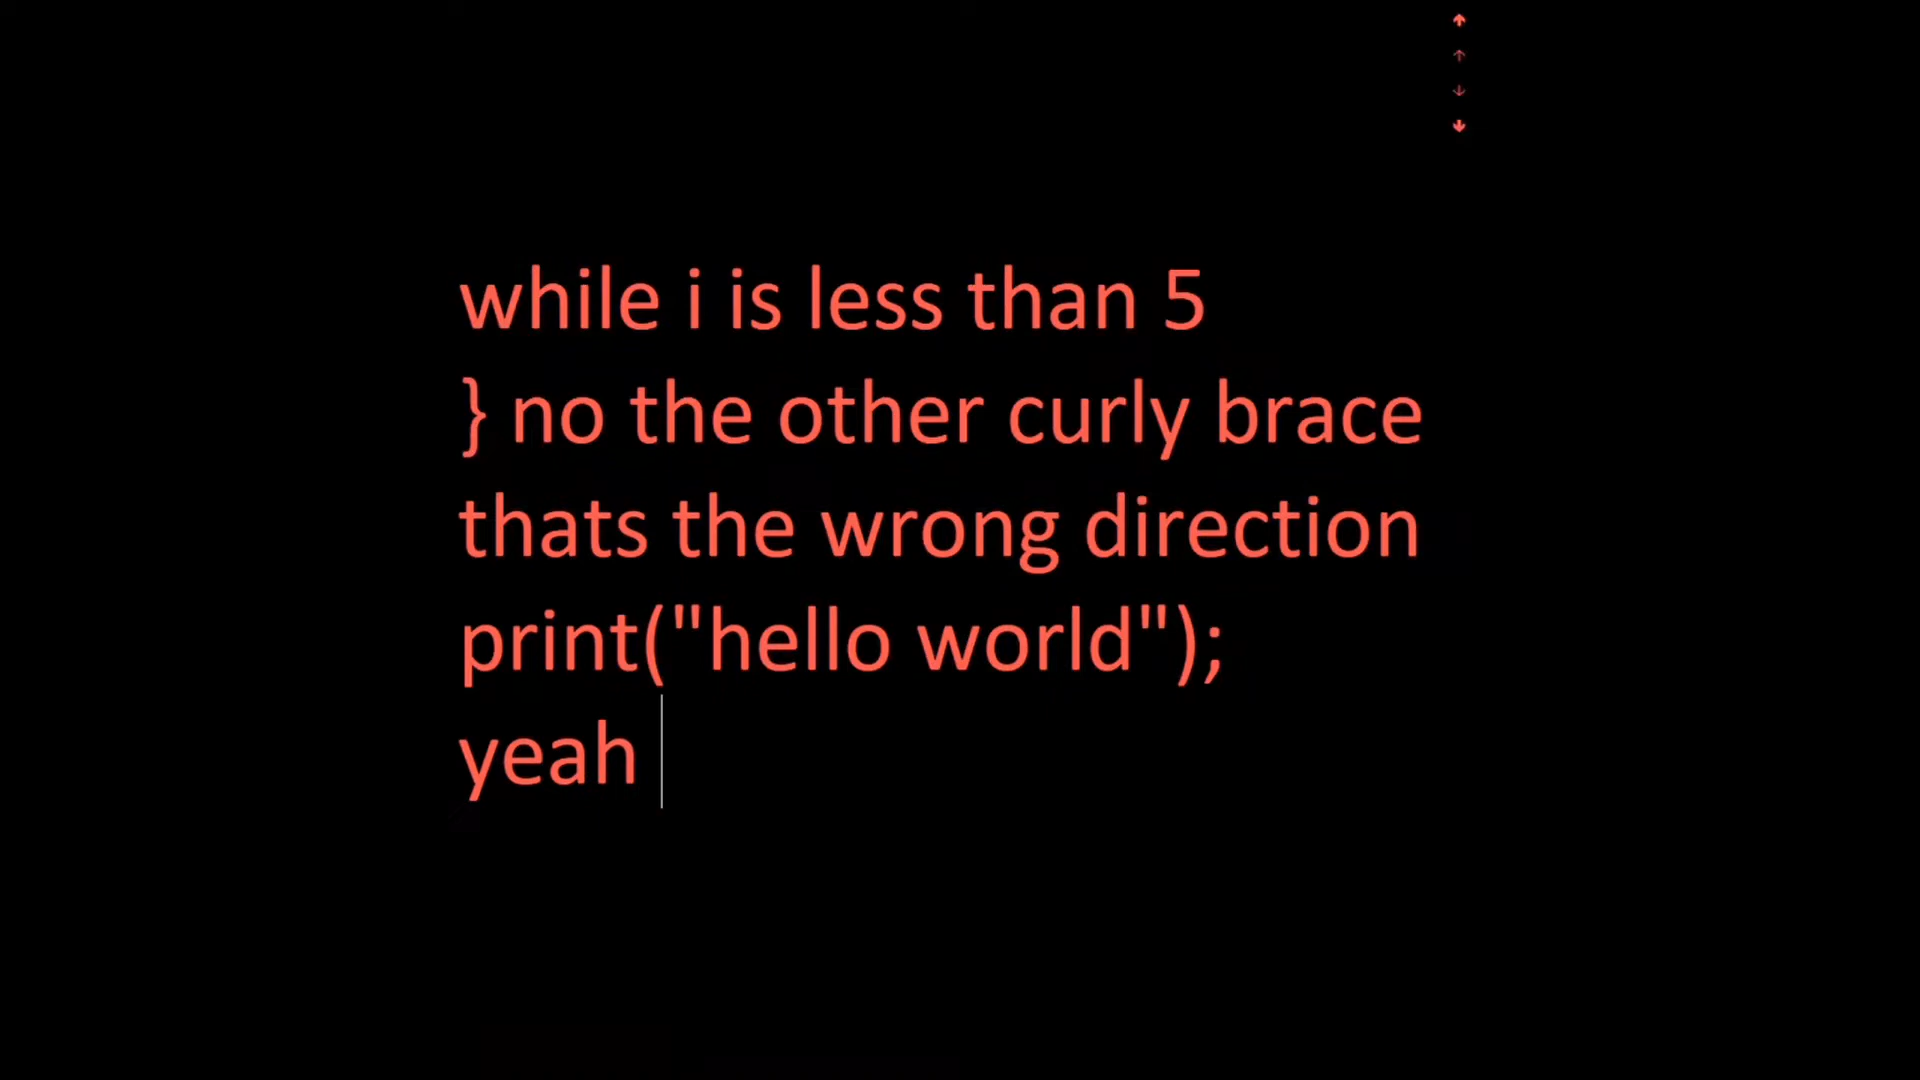 while i is less than 5
} no the other curly brace
thats the wrong direction
print("hello world");
yeah